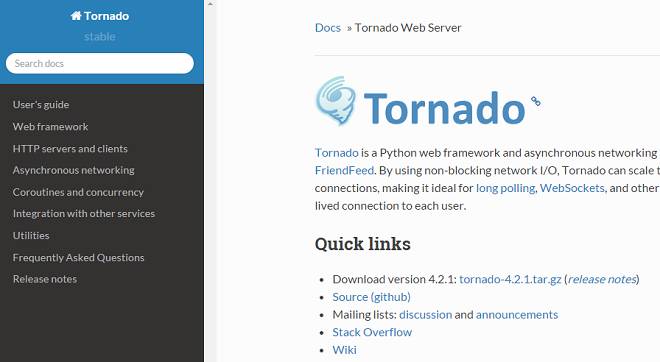 Tornado
stable
Search docs
User's guide
Web framework
HTTP servers and clients
Asynchronous networking
Coroutines and concurrency
Integration with other services
Utilities
Frequently Asked Questions
Release notes
Docs » Tornado Web Server
Tornado
Tornado is a Python web framework and asynchronous networking
FriendFeed. By using non-blocking network I/O, Tornado can scale t
connections, making it ideal for long polling, WebSockets, and other
lived connection to each user.
Quick links
• Download version 4.2.1: tornado-4.2.1.tar.gz (release notes)
• Source (github)
• Mailing lists: discussion and announcements
• Stack Overflow
• Wiki